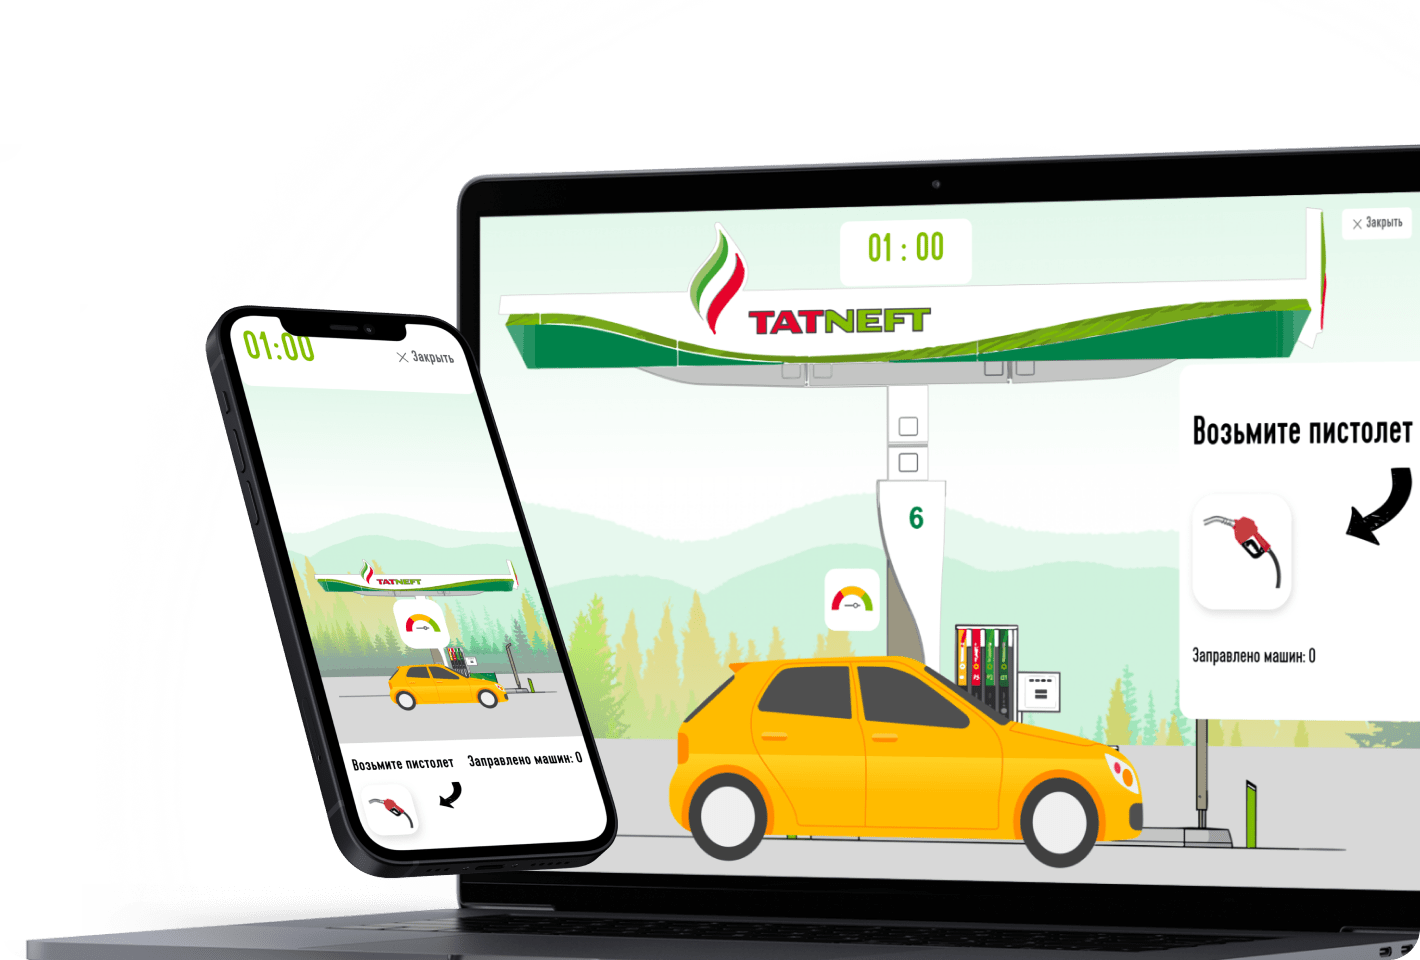 01:00
× Закрыть
TATNEFT
Возьмите пистолет
Заправлено машин: 0
01 : 00
× Закрыть
TATNEFT
6
Возьмите пистолет
Заправлено машин: 0